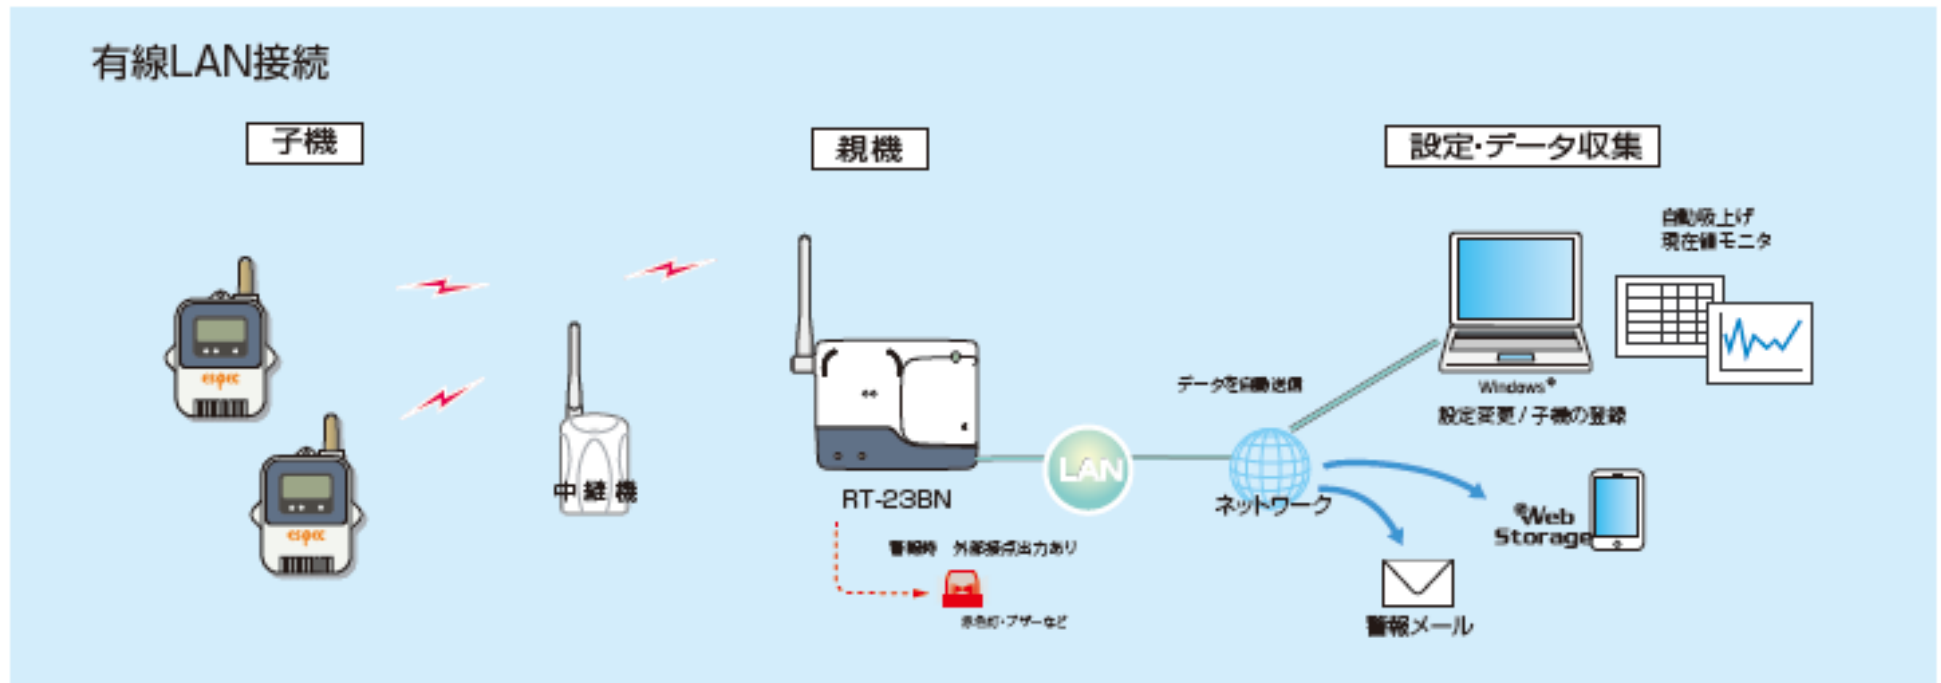 有線LAN接続
子機
親機
設定・データ収集
自動吸上げ
現在値モニタ
espec
espec
中継機
RT-23BN
警報時 外部接点出力あり
赤色灯・ブザーなど
LAN
データを自動送信
ネットワーク
Windows®
設定変更 / 子機の登録
Web
Storage
警報メール